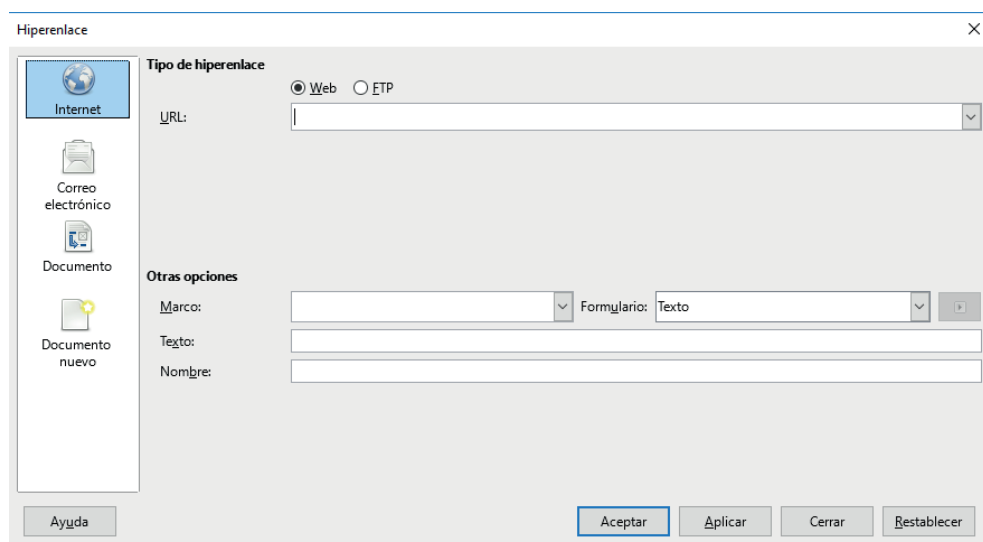 Hiperenlace
Internet
Correo
electrónico
Documento
Documento
nuevo
Tipo de hiperenlace
Web FTP
URL:
Otras opciones
Marco: Formulario: Texto
Texto:
Nombre:
Ayuda Aceptar Aplicar Cerrar Restablecer